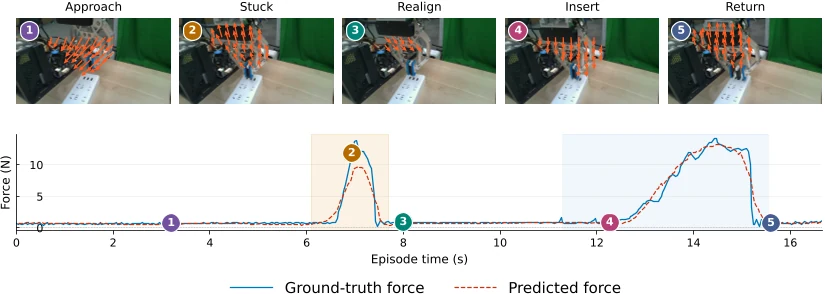 Approach Stuck Realign Insert Return
1 2 3 4 5
Force (N)
10
5
0
1 2 3 4 5
0 2 4 6 8 10 12 14 16
Episode time (s)
Ground-truth force Predicted force